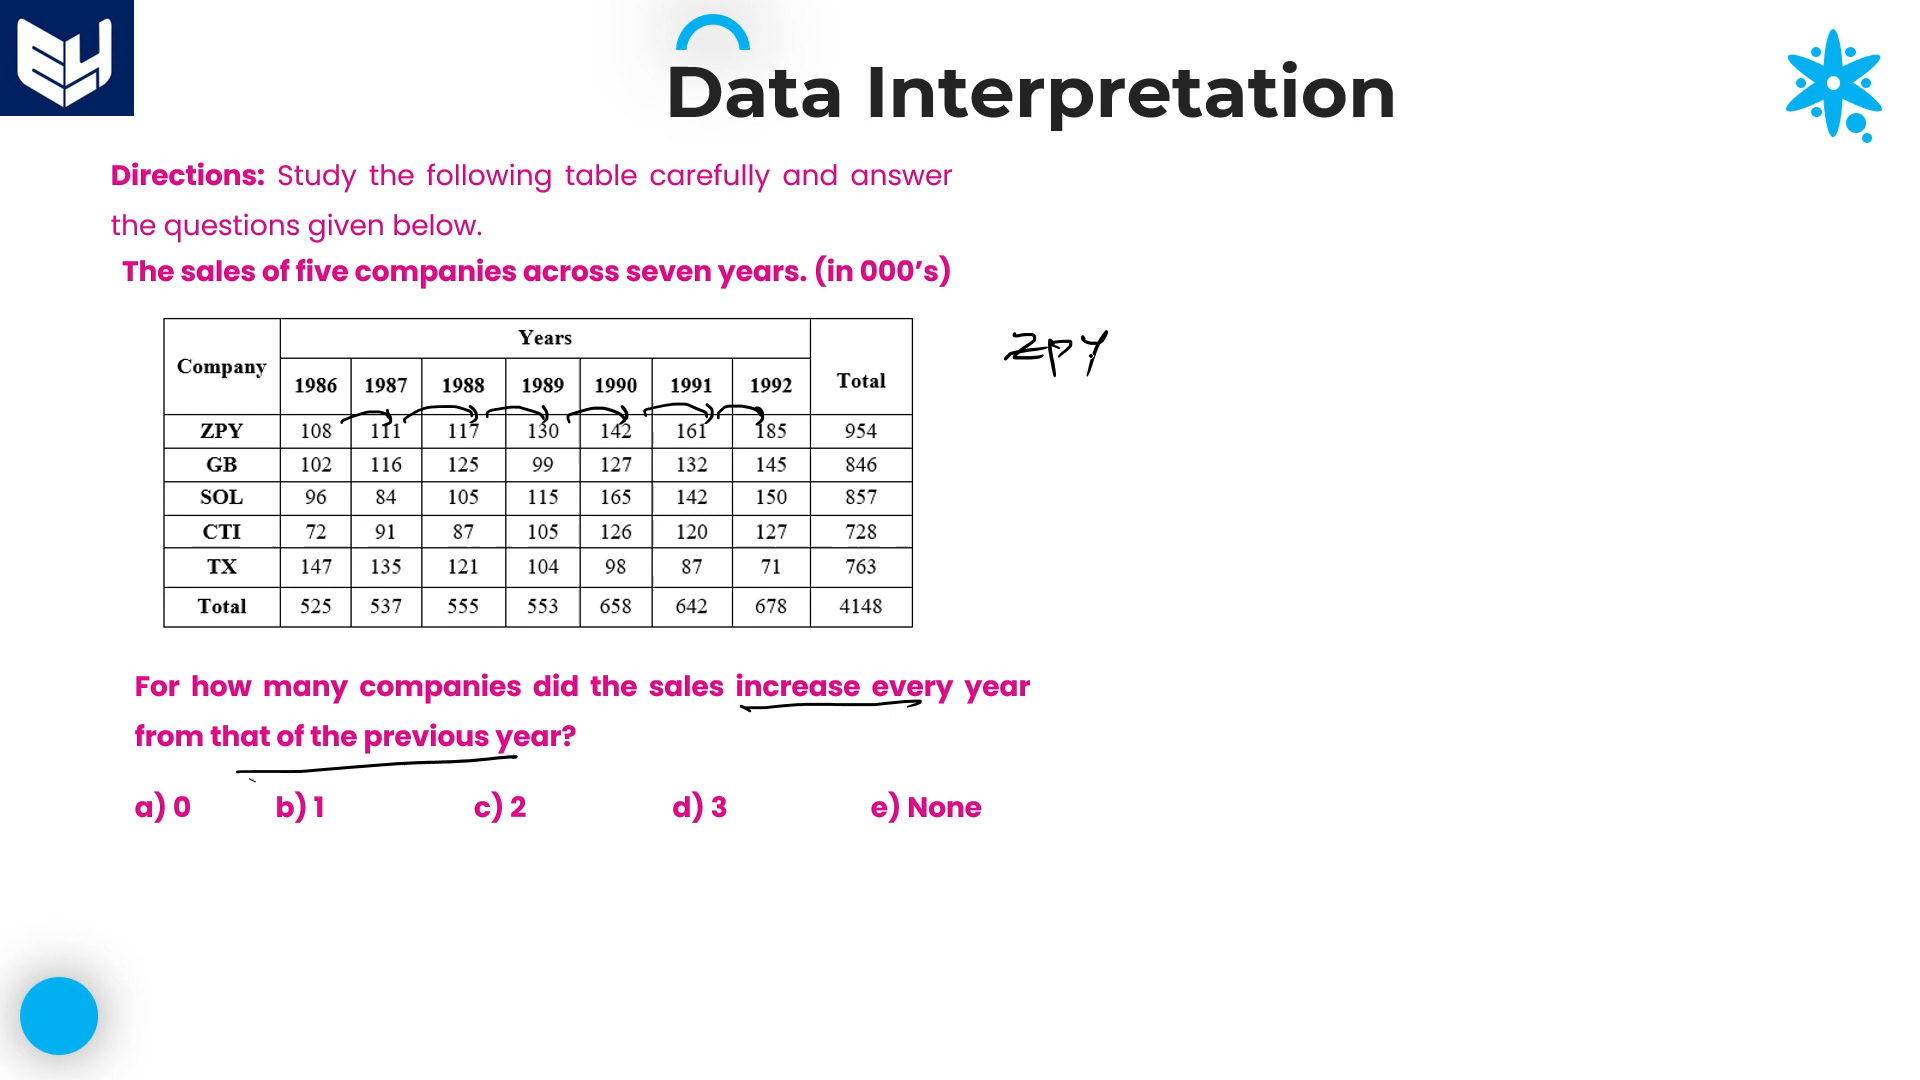 Data Interpretation
Directions: Study the following table carefully and answer
the questions given below.
The sales of five companies across seven years. (in 000’s)
Company Years Total
1986 1987 1988 1989 1990 1991 1992
ZPY 108 111 117 130 142 161 185 954
GB 102 116 125 99 127 132 145 846
SOL 96 84 105 115 165 142 150 857
CTI 72 91 87 105 126 120 127 728
TX 147 135 121 104 98 87 71 763
Total 525 537 555 553 658 642 678 4148
ZPY
For how many companies did the sales increase every year
from that of the previous year?
a) 0 b) 1 c) 2 d) 3 e) None